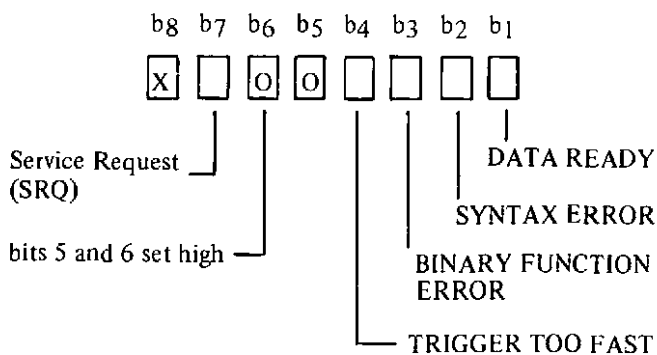 b8 b7 b6 b5 b4 b3 b2 b1
X O O
Service Request
(SRQ)
DATA READY
SYNTAX ERROR
bits 5 and 6 set high
BINARY FUNCTION
ERROR
TRIGGER TOO FAST